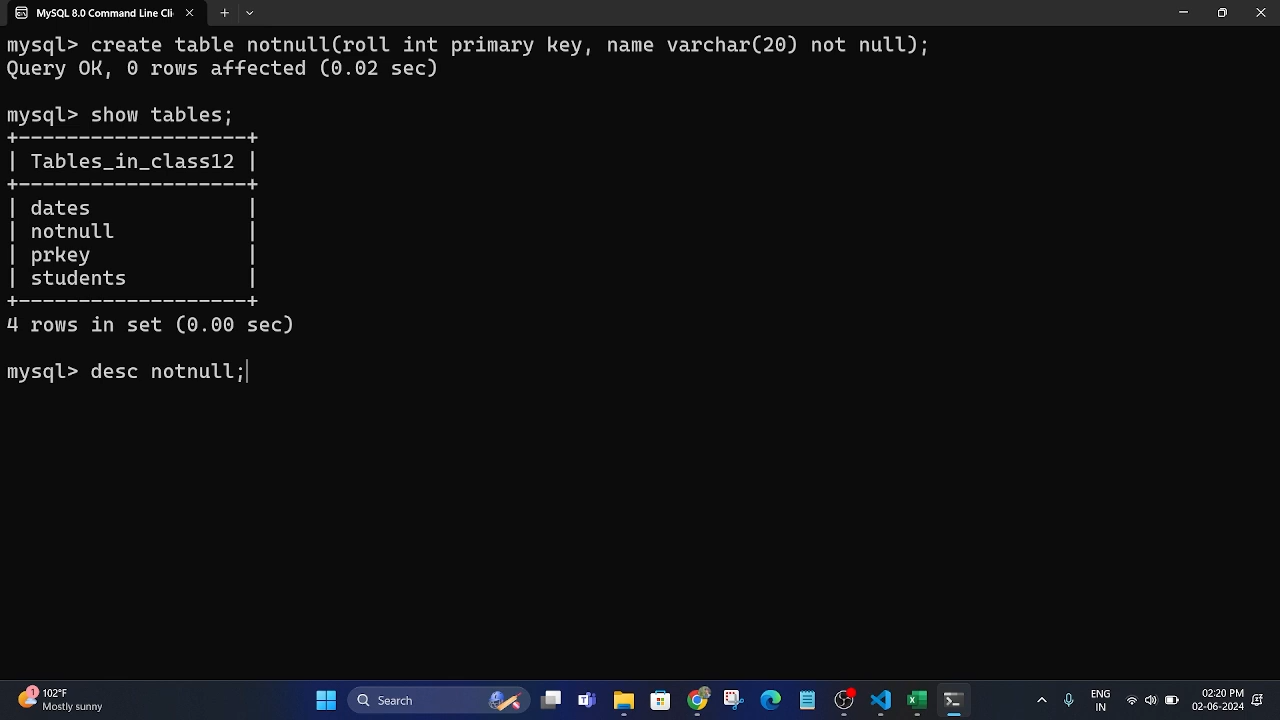 MySQL 8.0 Command Line Cli
mysql> create table notnull(roll int primary key, name varchar(20) not null);
Query OK, 0 rows affected (0.02 sec)
mysql> show tables;
+------------------+
| Tables_in_class12 |
+------------------+
| dates |
| notnull |
| prkey |
| students |
+------------------+
4 rows in set (0.00 sec)
mysql> desc notnull;
1
102°F
Mostly sunny
Search
ENG
IN
02:20 PM
02-06-2024